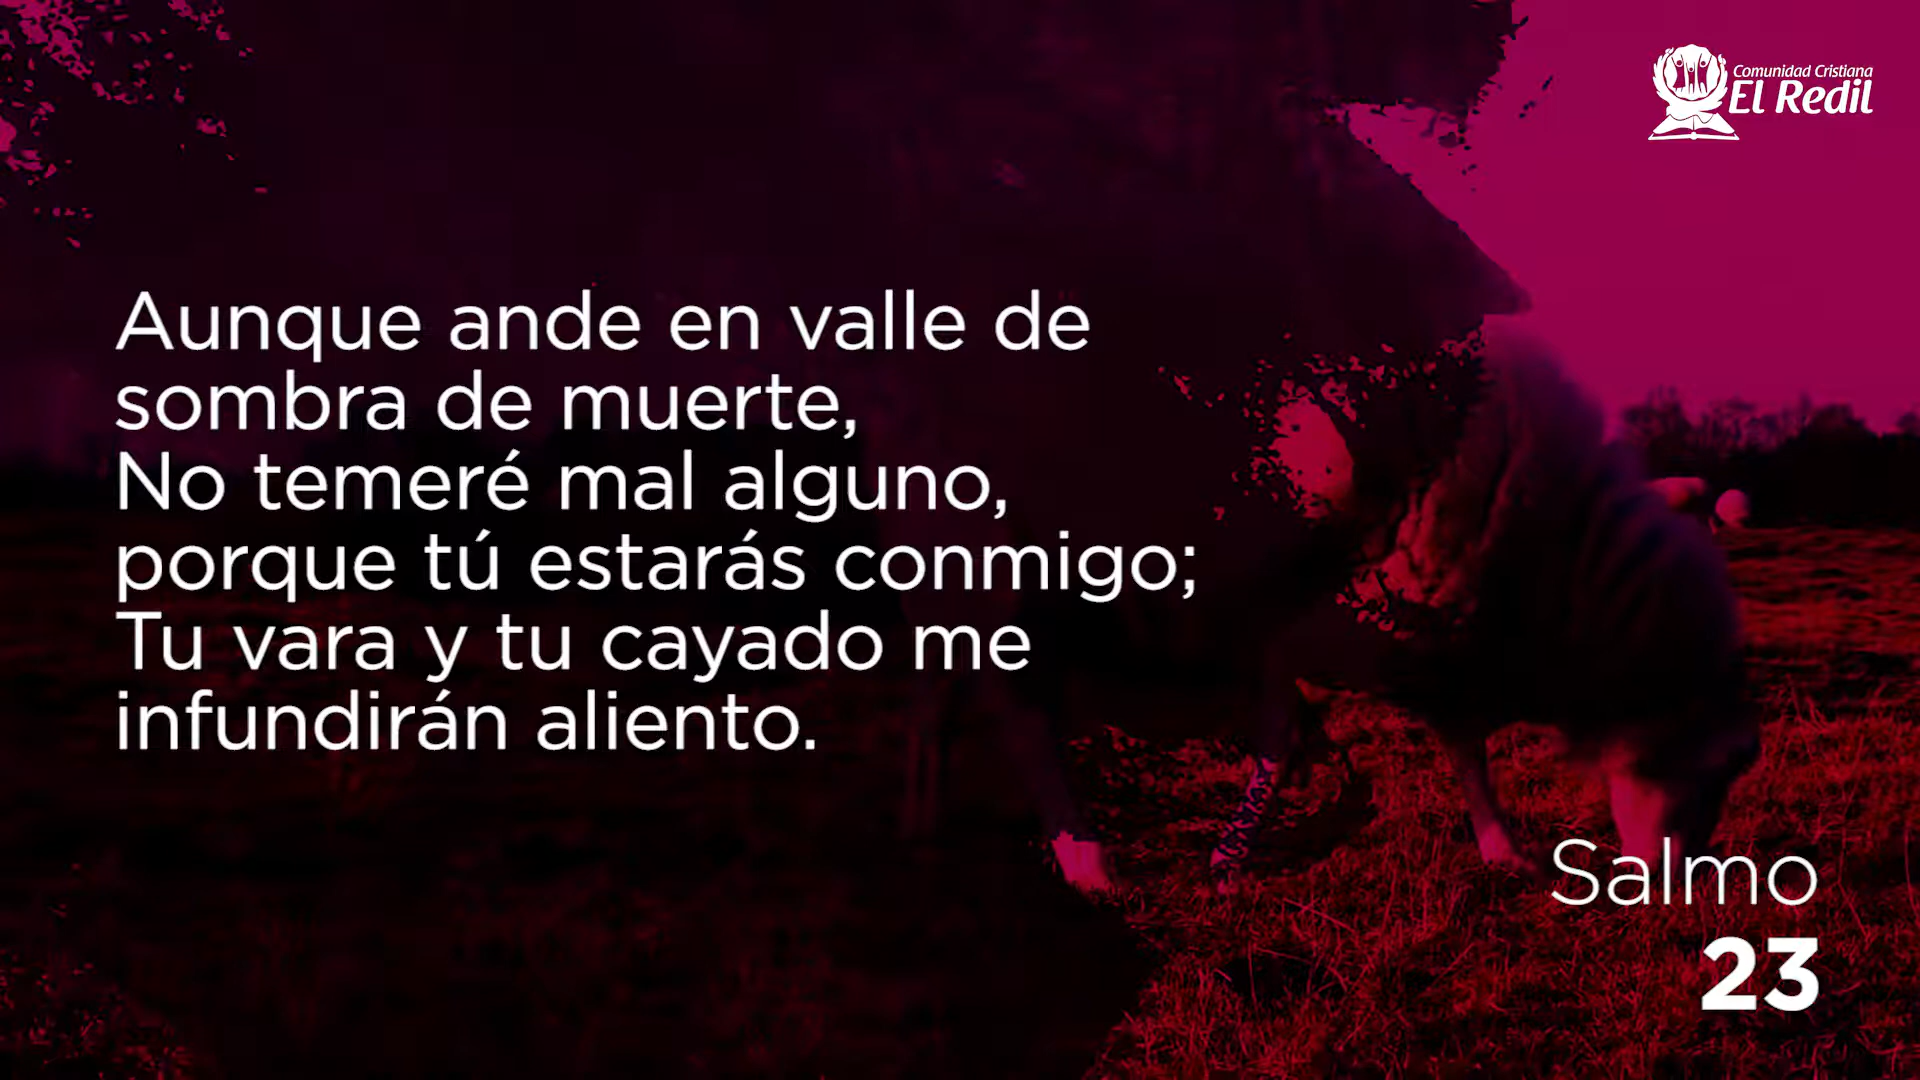 Comunidad Cristiana
El Redil
Aunque ande en valle de
sombra de muerte,
No temeré mal alguno,
porque tú estarás conmigo;
Tu vara y tu cayado me
infundirán aliento.
Salmo
23